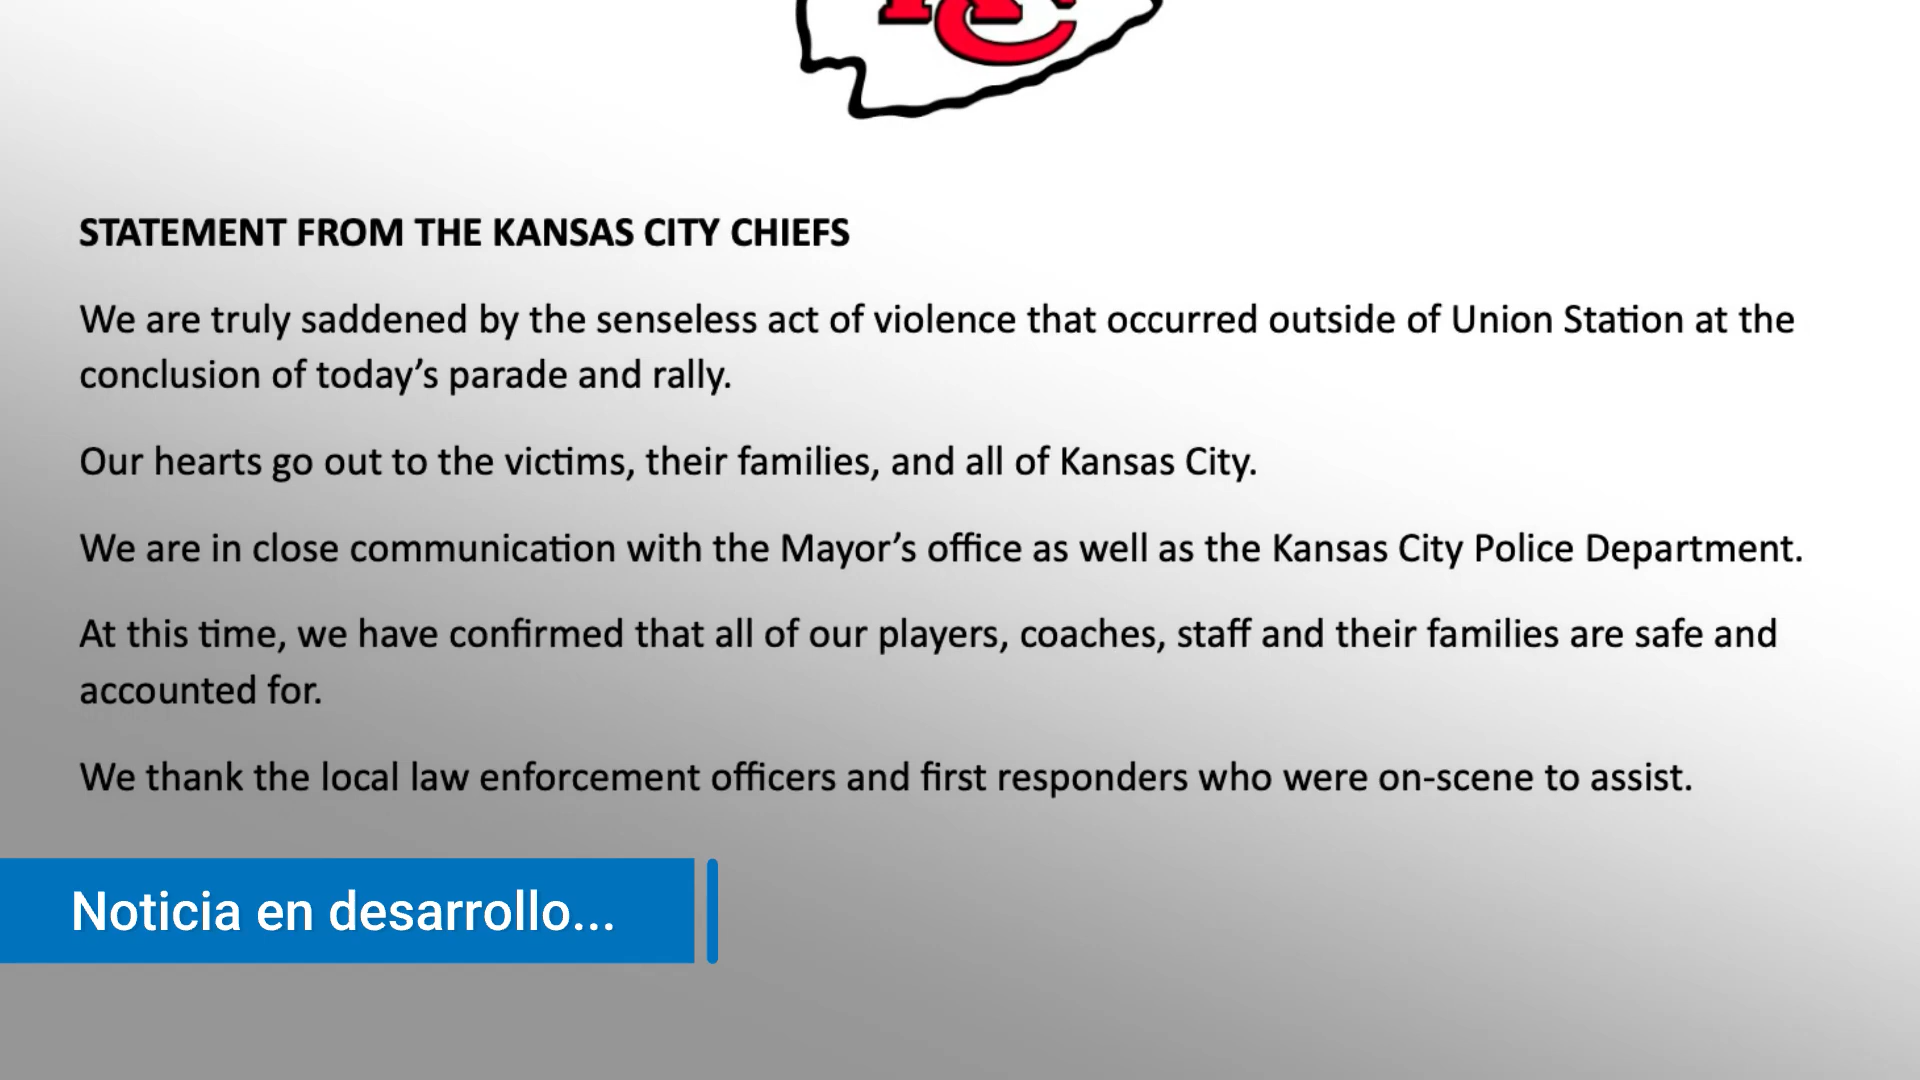 KC
STATEMENT FROM THE KANSAS CITY CHIEFS
We are truly saddened by the senseless act of violence that occurred outside of Union Station at the
conclusion of today’s parade and rally.
Our hearts go out to the victims, their families, and all of Kansas City.
We are in close communication with the Mayor’s office as well as the Kansas City Police Department.
At this time, we have confirmed that all of our players, coaches, staff and their families are safe and
accounted for.
We thank the local law enforcement officers and first responders who were on-scene to assist.
Noticia en desarrollo...